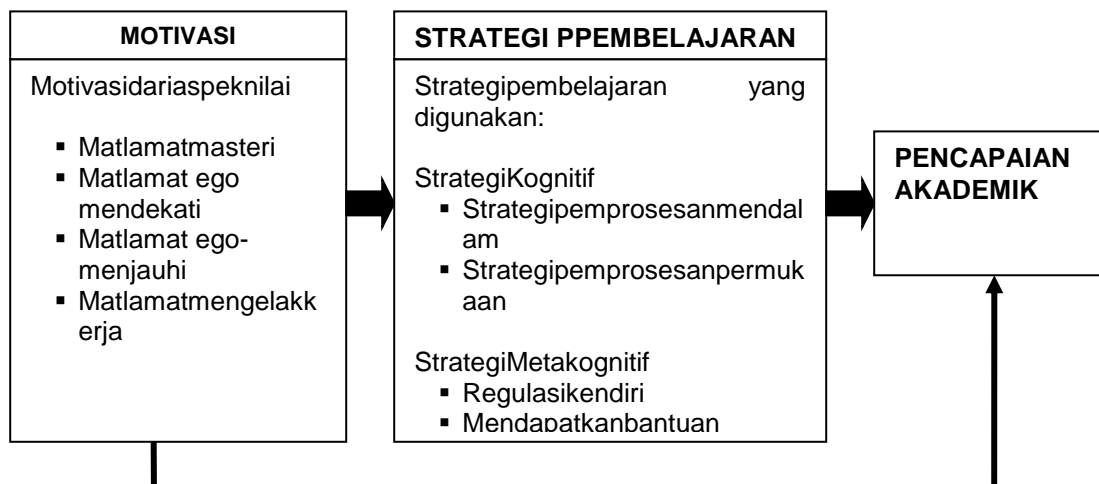 MOTIVASI
Motivasidariaspeknilai
▪ Matlamatmasteri
▪ Matlamat ego
mendekati
▪ Matlamat ego-
menjauhi
▪ Matlamatmengelakk
erja
STRATEGI PPEMBELAJARAN
Strategipembelajaran yang
digunakan:
StrategiKognitif
▪ Strategipemprosesanmendal
am
▪ Strategipemprosesanpermuk
aan
StrategiMetakognitif
▪ Regulasikendiri
▪ Mendapatkanbantuan
PENCAPAIAN
AKADEMIK